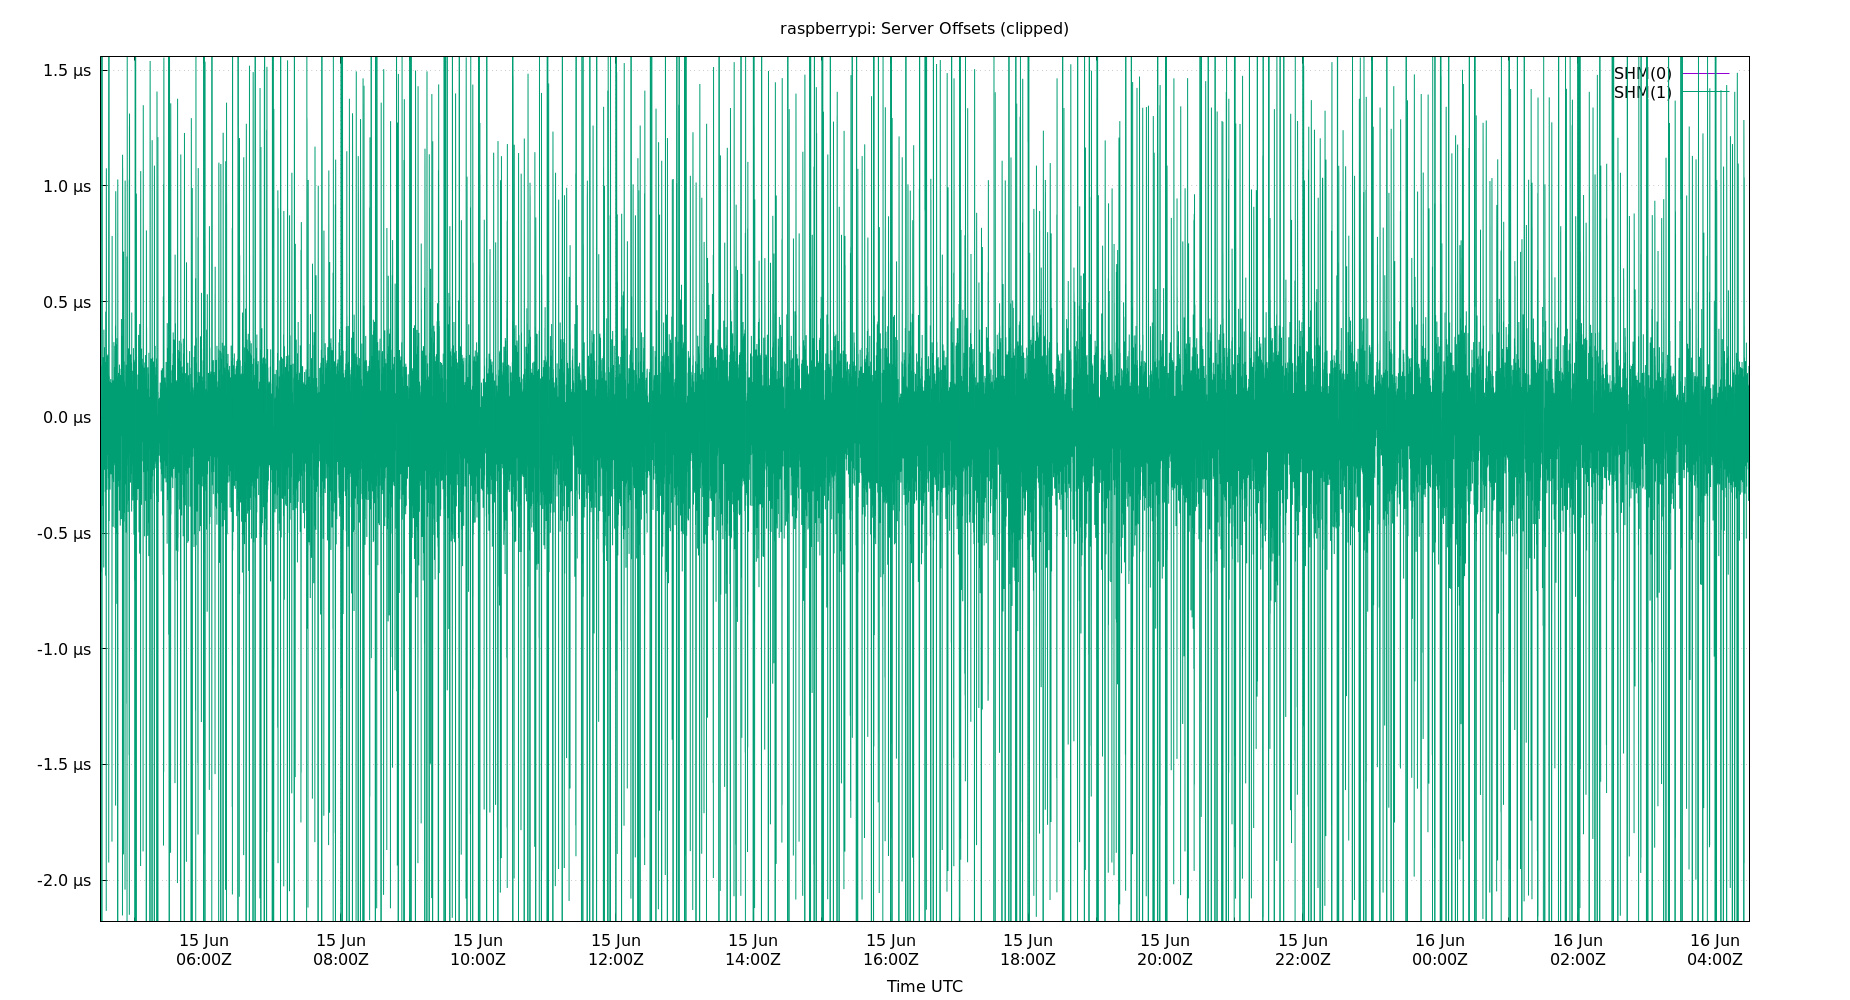 raspberrypi: Server Offsets (clipped)
SHM(0)
SHM(1)
1.5 µs
1.0 µs
0.5 µs
0.0 µs
-0.5 µs
-1.0 µs
-1.5 µs
-2.0 µs
15 Jun 15 Jun 15 Jun 15 Jun 15 Jun 15 Jun 15 Jun 15 Jun 15 Jun 16 Jun 16 Jun 16 Jun
06:00Z 08:00Z 10:00Z 12:00Z 14:00Z 16:00Z 18:00Z 20:00Z 22:00Z 00:00Z 02:00Z 04:00Z
Time UTC